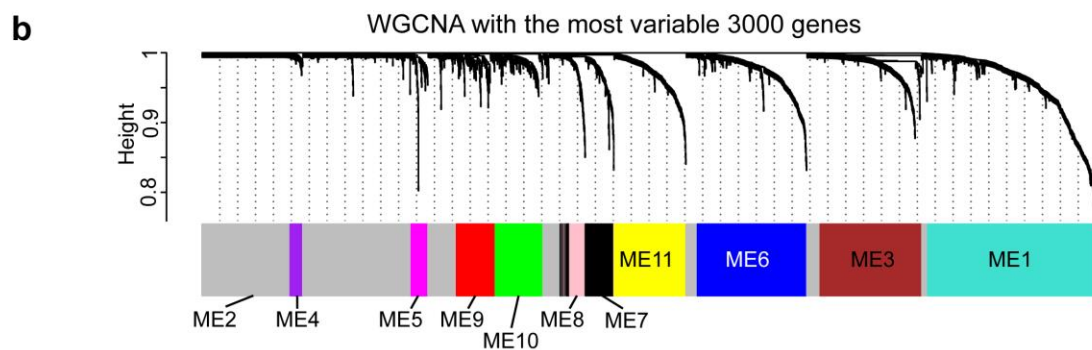 b
WGCNA with the most variable 3000 genes
Height
1
0.9
0.8
ME11
ME6
ME3
ME1
ME2
ME4
ME5
ME9
ME10
ME8
ME7